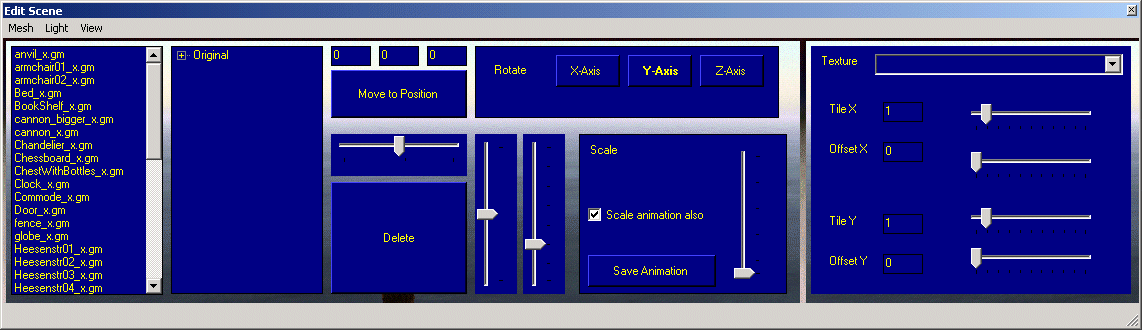 Edit Scene
Mesh Light View
anvil_x.gm
armchair01_x.gm
armchair02_x.gm
Bed_x.gm
BookShelf_x.gm
cannon_bigger_x.gm
cannon_x.gm
Chandelier_x.gm
Chessboard_x.gm
ChestWithBottles_x.gm
Clock_x.gm
Commode_x.gm
Door_x.gm
fence_x.gm
globe_x.gm
Heesenstr01_x.gm
Heesenstr02_x.gm
Heesenstr03_x.gm
Heesenstr04_x.gm
Original
0 0 0
Move to Position
Delete
Rotate X-Axis Y-Axis Z-Axis
Scale
Scale animation also
Save Animation
Texture
Tile X 1
Offset X 0
Tile Y 1
Offset Y 0